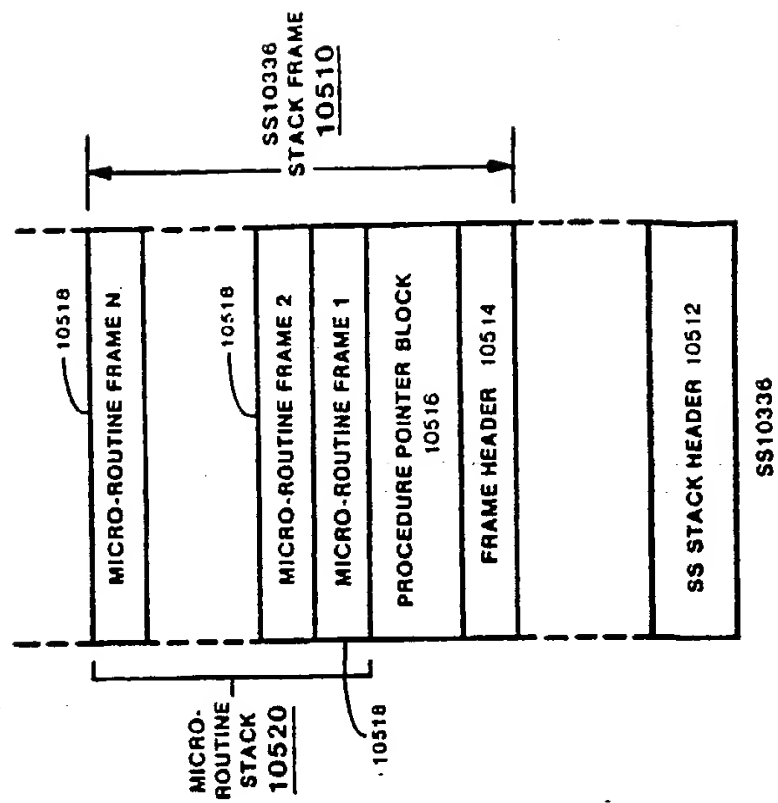 SS10336
STACK FRAME
10510
10518
MICRO-ROUTINE FRAME N
10518
MICRO-ROUTINE FRAME 2
MICRO-ROUTINE FRAME 1
PROCEDURE POINTER BLOCK
10516
FRAME HEADER 10514
SS STACK HEADER 10512
SS10336
MICRO-
ROUTINE
STACK
10520
10518